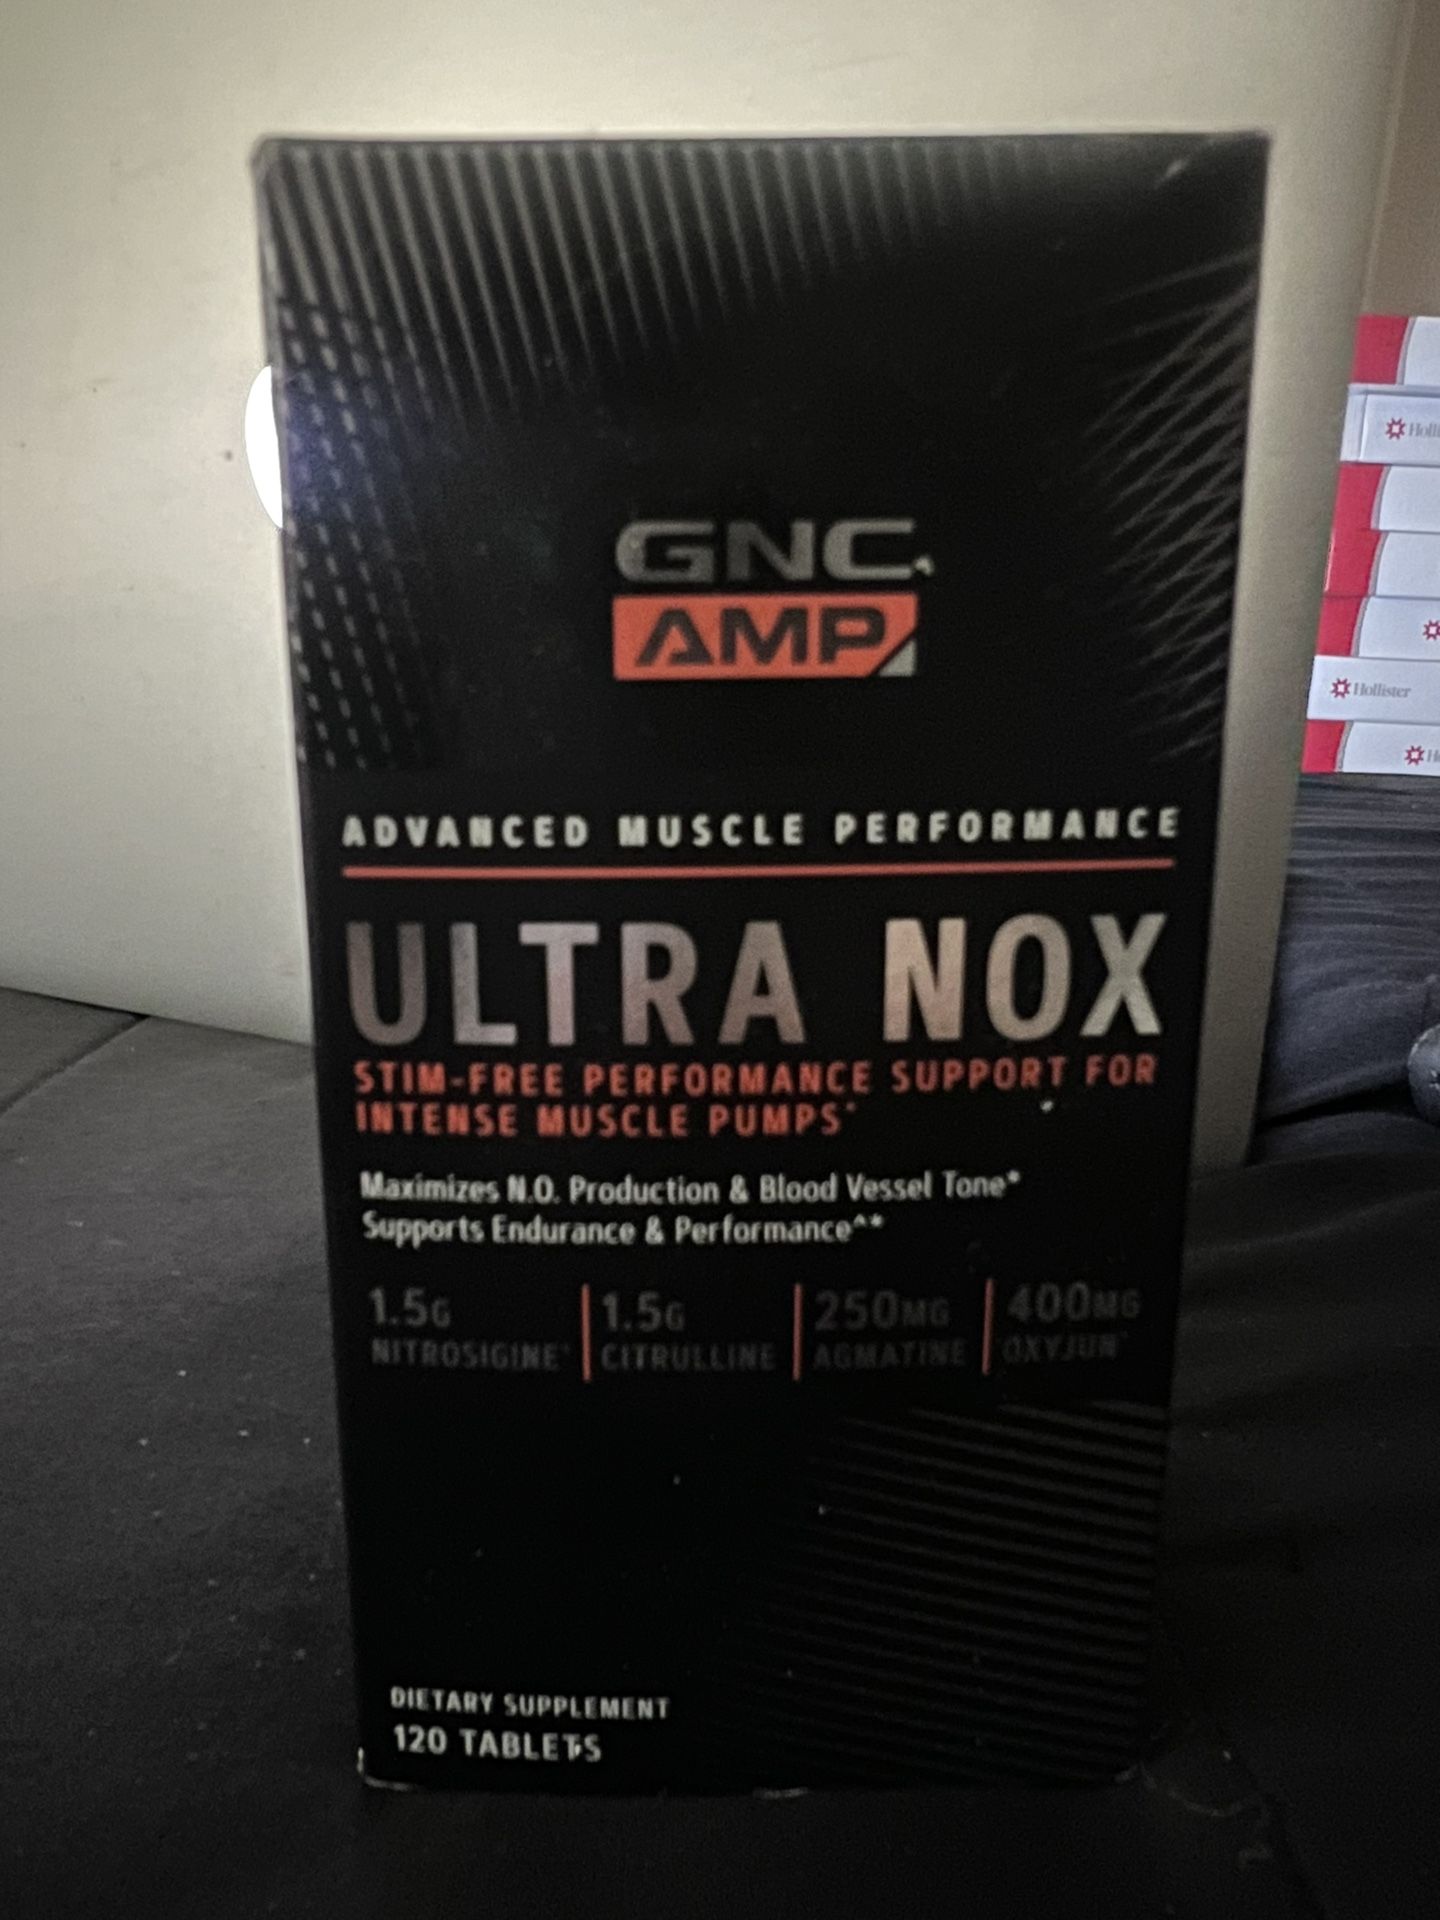 GNC
AMP
ADVANCED MUSCLE PERFORMANCE
ULTRA NOX
STIM-FREE PERFORMANCE SUPPORT FOR
INTENSE MUSCLE PUMPS*
Maximizes N.O. Production & Blood Vessel Tone*
Supports Endurance & Performance^*
1.5G | 1.5G | 250MG | 400MG
NITROSIGINE® | CITRULLINE | AGMATINE | OXYJUN®
DIETARY SUPPLEMENT
120 TABLETS
Hollister